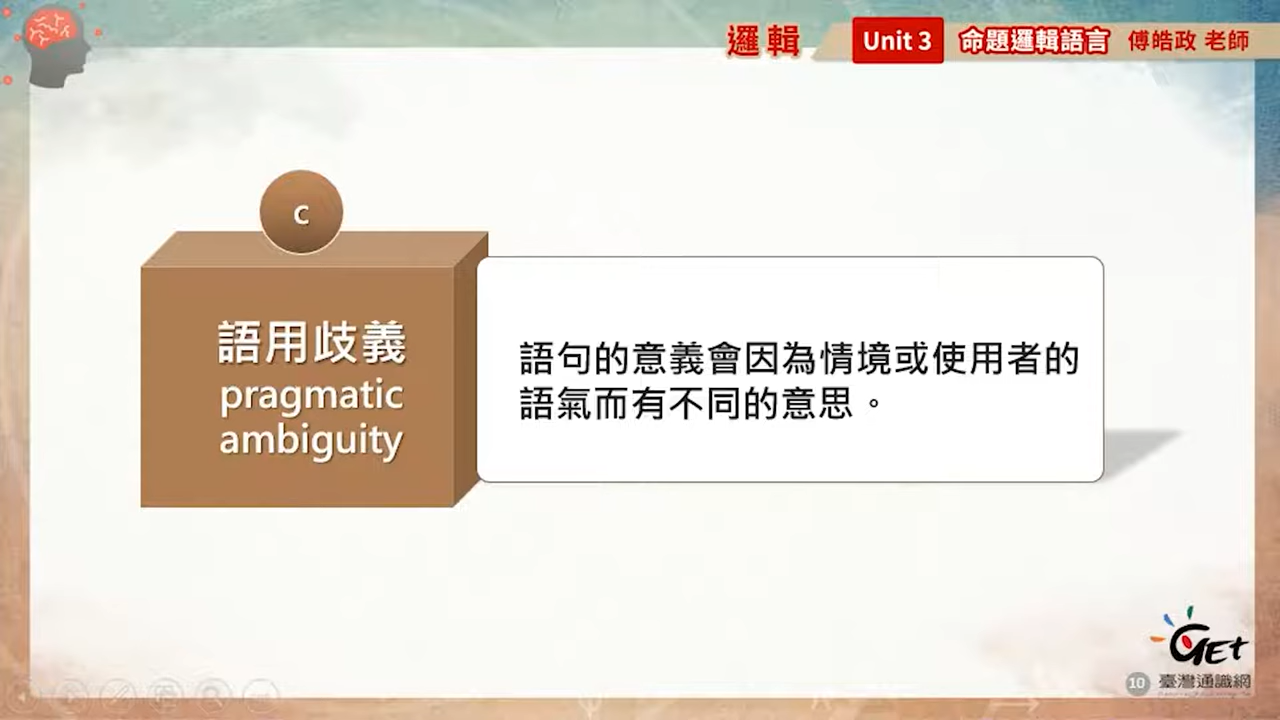 邏輯
Unit 3
命題邏輯語言
傅皓政 老師
C
語用歧義
pragmatic
ambiguity
語句的意義會因為情境或使用者的
語氣而有不同的意思。
GET
10
臺灣通識網